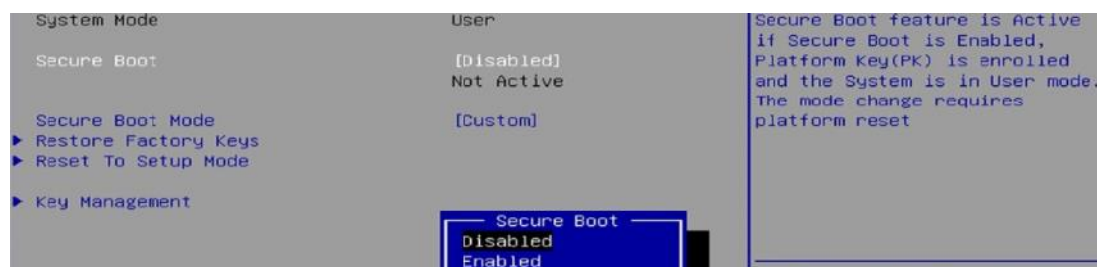 System Mode User
Secure Boot [Disabled]
Not Active
Secure Boot Mode [Custom]
▶ Restore Factory Keys
▶ Reset To Setup Mode
▶ Key Management
Secure Boot
Disabled
Enabled
Secure Boot feature is Active
if Secure Boot is Enabled,
Platform Key(PK) is enrolled
and the System is in User mode.
The mode change requires
platform reset